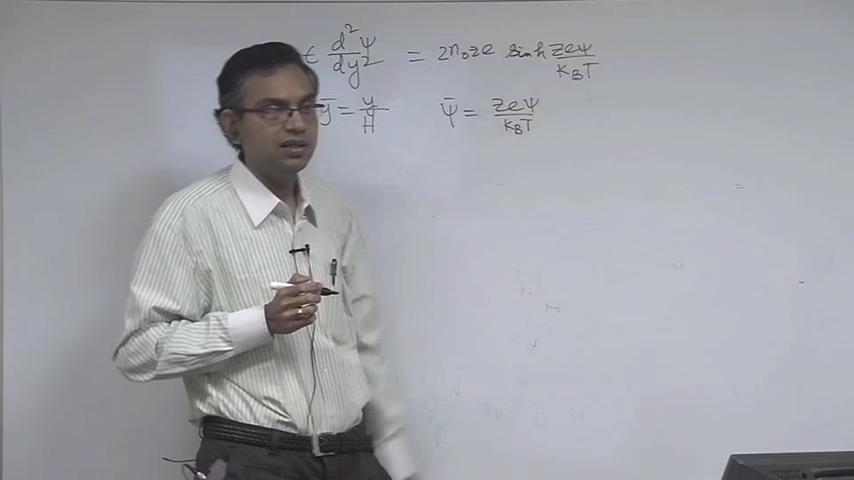 ϵ d²ψ/dy² = 2n₀ze sinh zeψ/k_BT
ȳ = y/H ψ̄ = zeψ/k_BT